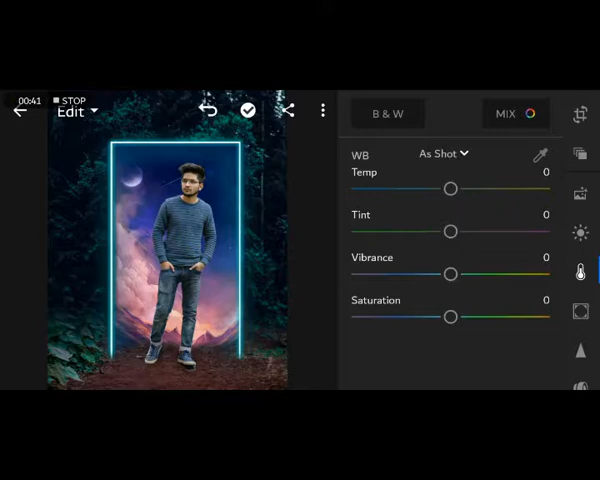 00:41 STOP
Edit
B & W MIX
WB As Shot
Temp 0
Tint 0
Vibrance 0
Saturation 0